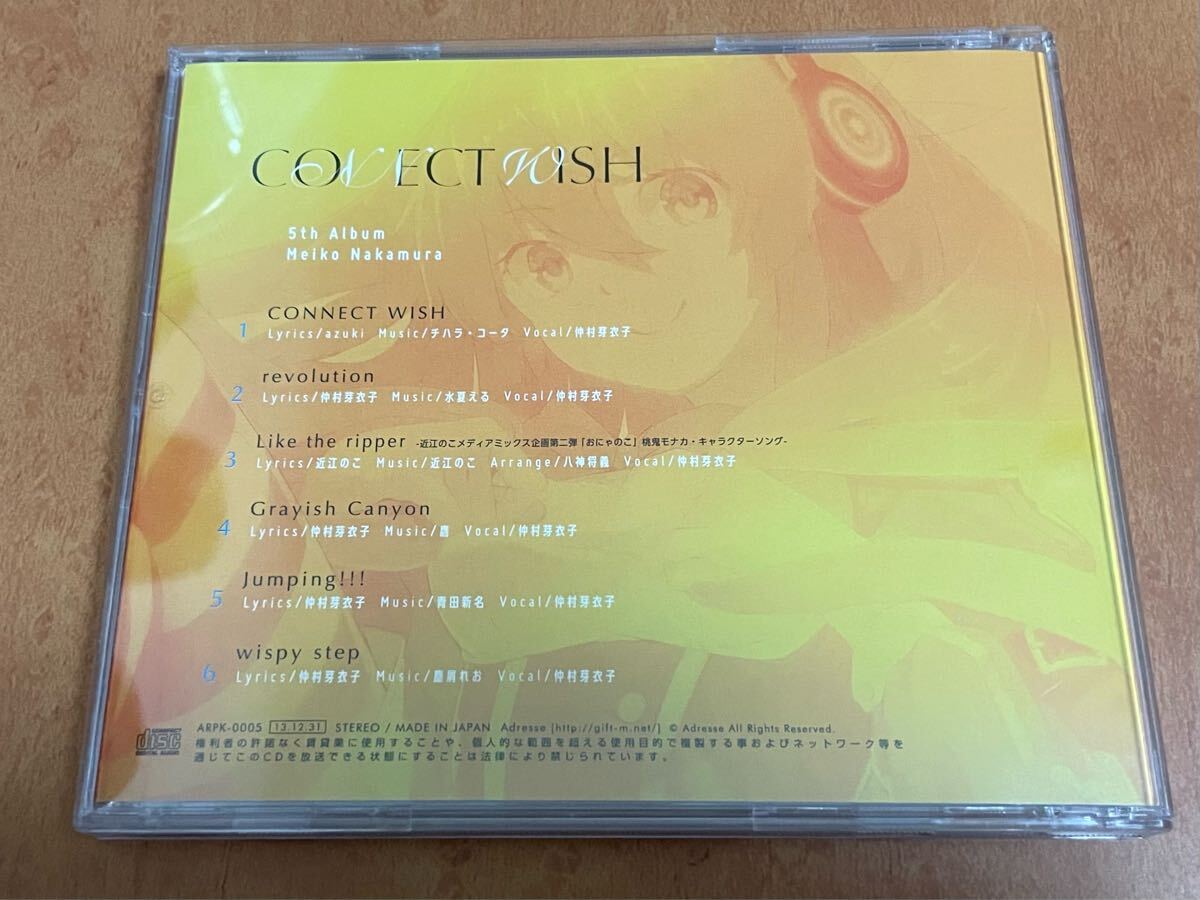 CONNECT WISH
5th Album
Meiko Nakamura
1 CONNECT WISH
Lyrics/azuki Music/チハラ・コータ Vocal/仲村芽衣子
2 revolution
Lyrics/仲村芽衣子 Music/水夏える Vocal/仲村芽衣子
3 Like the ripper -近江のこメディアミックス企画第二弾「おにゃのこ」桃鬼モナカ・キャラクターソング-
Lyrics/近江のこ Music/近江のこ Arrange/八神将義 Vocal/仲村芽衣子
4 Grayish Canyon
Lyrics/仲村芽衣子 Music/鷹 Vocal/仲村芽衣子
5 Jumping!!!
Lyrics/仲村芽衣子 Music/青田新名 Vocal/仲村芽衣子
6 wispy step
Lyrics/仲村芽衣子 Music/塵屑れお Vocal/仲村芽衣子
COMPACT disc DIGITAL AUDIO
ARPK-0005 13.12.31 STEREO / MADE IN JAPAN Adresse [http://gift-m.net/] © Adresse All Rights Reserved.
権利者の許諾なく賃貸業に使用することや、個人的な範囲を超える使用目的で複製する事およびネットワーク等を
通じてこのCDを放送できる状態にすることは法律により禁じられています。